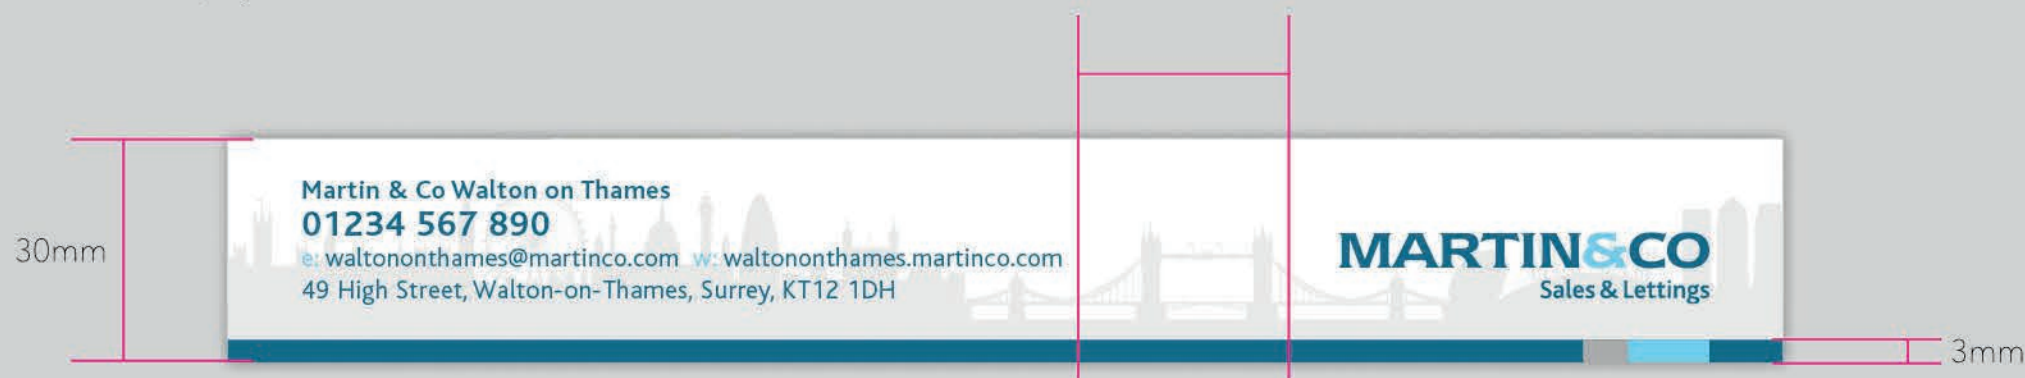 30mm
Martin & Co Walton on Thames
01234 567 890
e: waltononthames@martinco.com w: waltononthames.martinco.com
49 High Street, Walton-on-Thames, Surrey, KT12 1DH
MARTIN&CO
Sales & Lettings
3mm